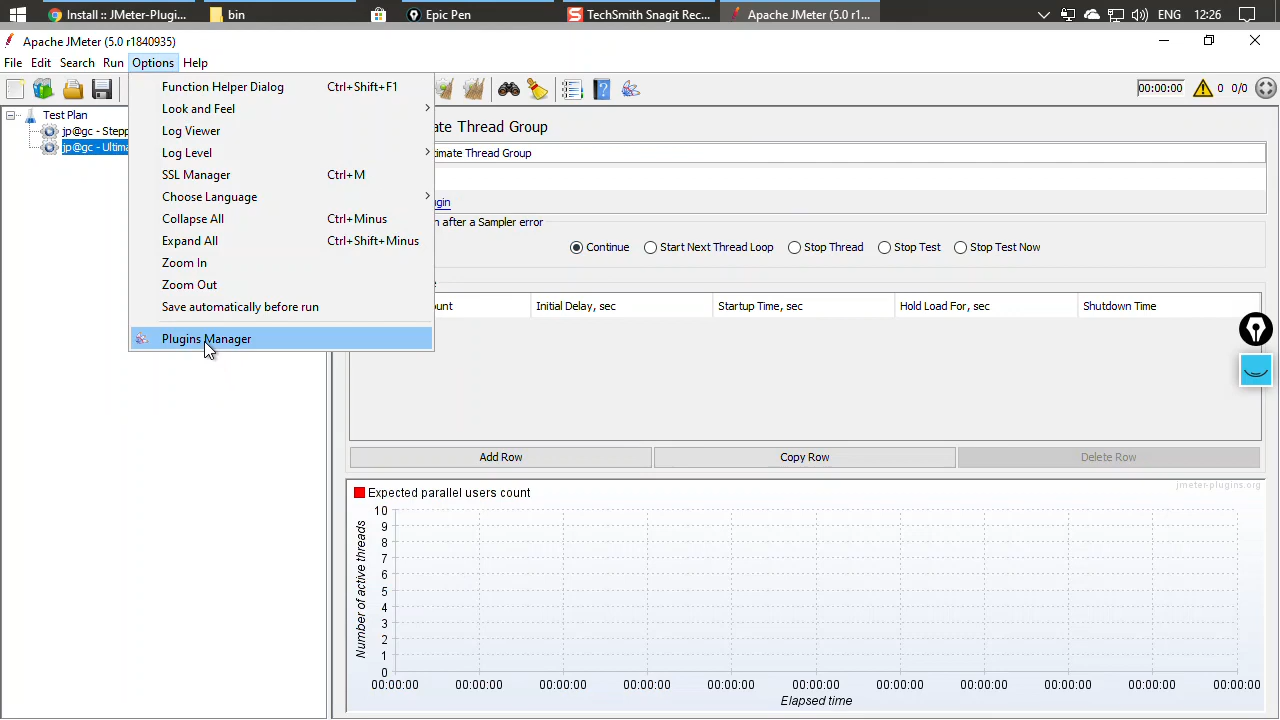 Install :: JMeter-Plugi...
bin
Epic Pen
TechSmith Snagit Rec...
Apache JMeter (5.0 r1...
ENG
12:26
Apache JMeter (5.0 r1840935)
File Edit Search Run Options Help
00:00:00
0 0/0
Function Helper Dialog Ctrl+Shift+F1
Look and Feel
Log Viewer
Log Level
SSL Manager Ctrl+M
Choose Language
Collapse All Ctrl+Minus
Expand All Ctrl+Shift+Minus
Zoom In
Zoom Out
Save automatically before run
Plugins Manager
Test Plan
jp@gc - Stepp
jp@gc - Ultima
ate Thread Group
timate Thread Group
gin
n after a Sampler error
Continue Start Next Thread Loop Stop Thread Stop Test Stop Test Now
ount Initial Delay, sec Startup Time, sec Hold Load For, sec Shutdown Time
Add Row Copy Row Delete Row
jmeter-plugins.org
Expected parallel users count
Number of active threads
10
9
8
7
6
5
4
3
2
1
0
00:00:00 00:00:00 00:00:00 00:00:00 00:00:00 00:00:00 00:00:00 00:00:00 00:00:00 00:00:00 00:00:00
Elapsed time